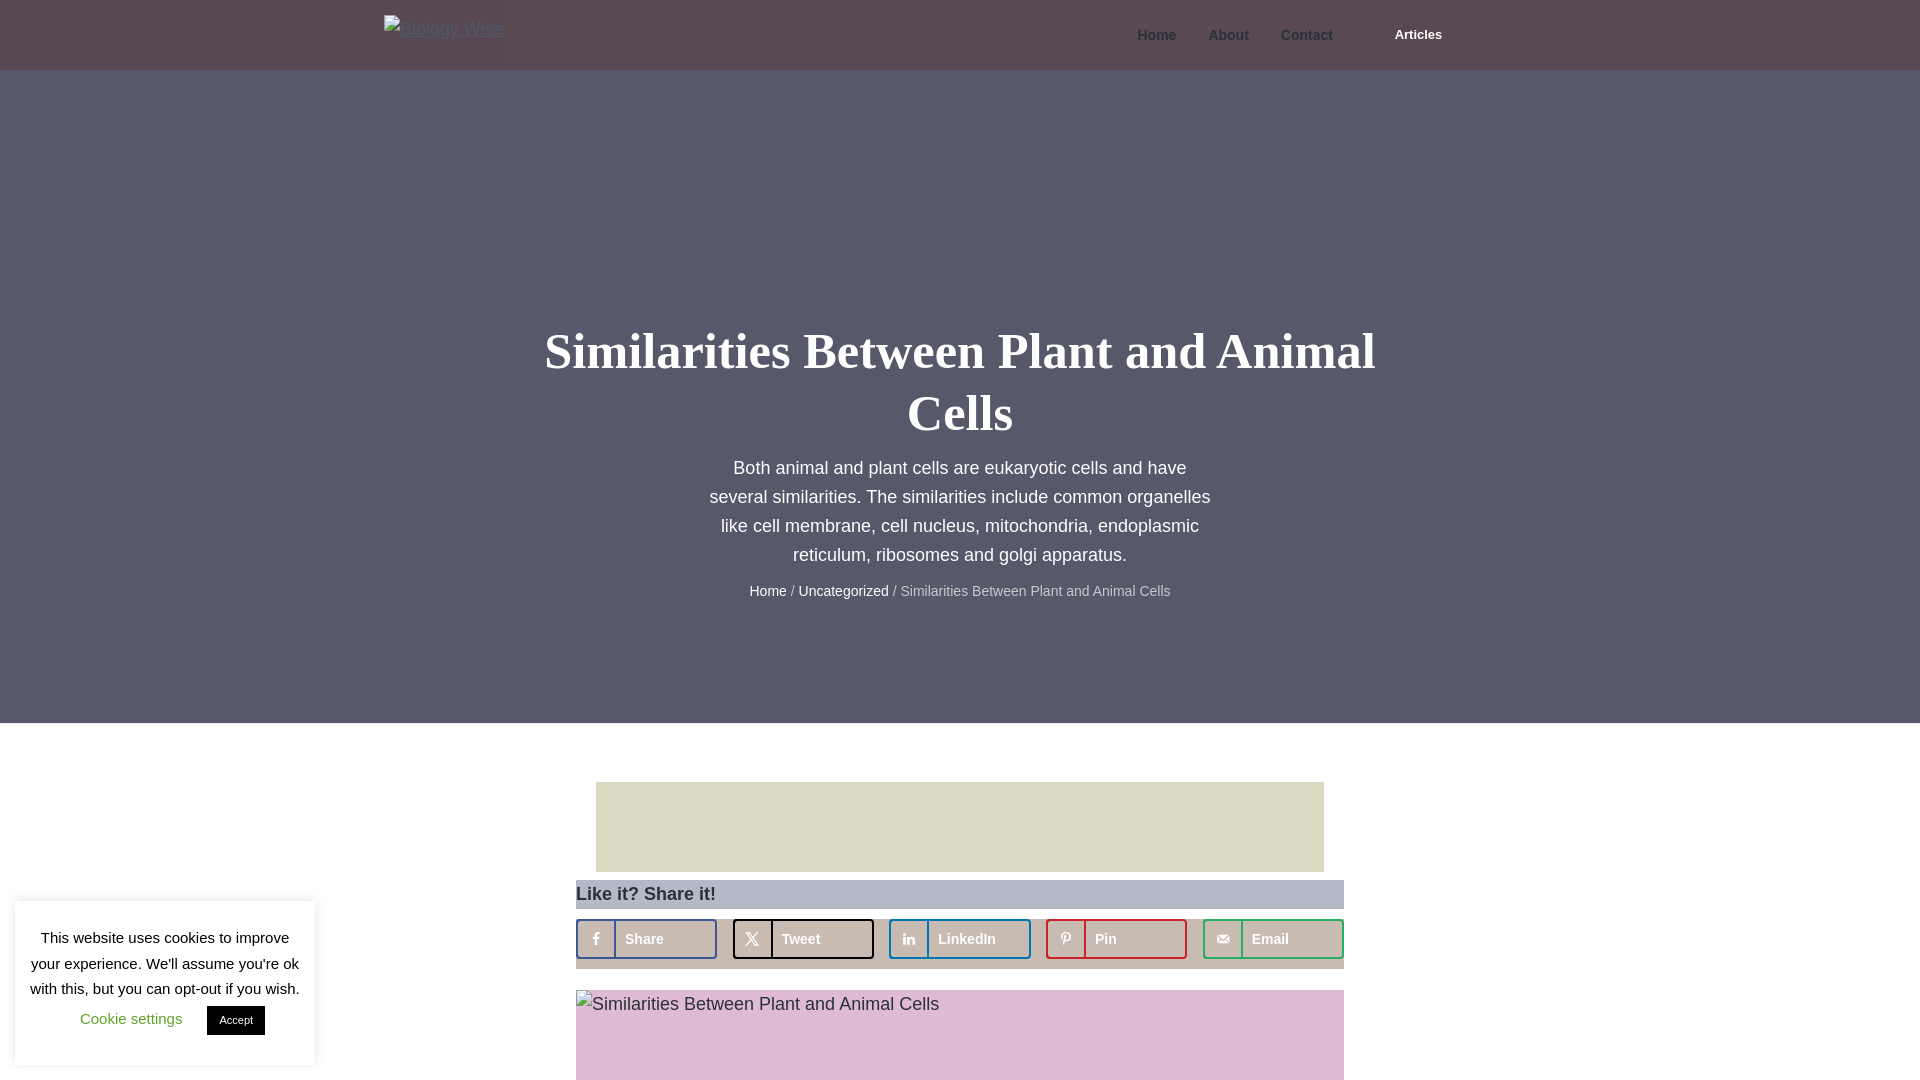 Biology Wise
Home About Contact Articles
Similarities Between Plant and Animal
Cells
Both animal and plant cells are eukaryotic cells and have
several similarities. The similarities include common organelles
like cell membrane, cell nucleus, mitochondria, endoplasmic
reticulum, ribosomes and golgi apparatus.
Home / Uncategorized / Similarities Between Plant and Animal Cells
Like it? Share it!
Share Tweet LinkedIn Pin Email
Similarities Between Plant and Animal Cells
This website uses cookies to improve
your experience. We'll assume you're ok
with this, but you can opt-out if you wish.
Cookie settings Accept